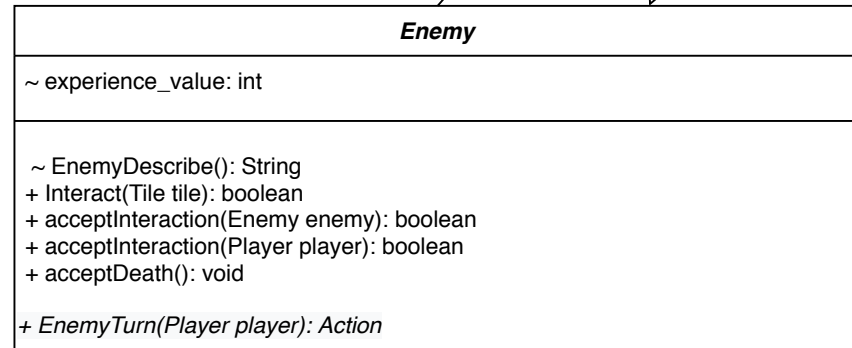 Enemy
~ experience_value: int
~ EnemyDescribe(): String
+ Interact(Tile tile): boolean
+ acceptInteraction(Enemy enemy): boolean
+ acceptInteraction(Player player): boolean
+ acceptDeath(): void
+ EnemyTurn(Player player): Action